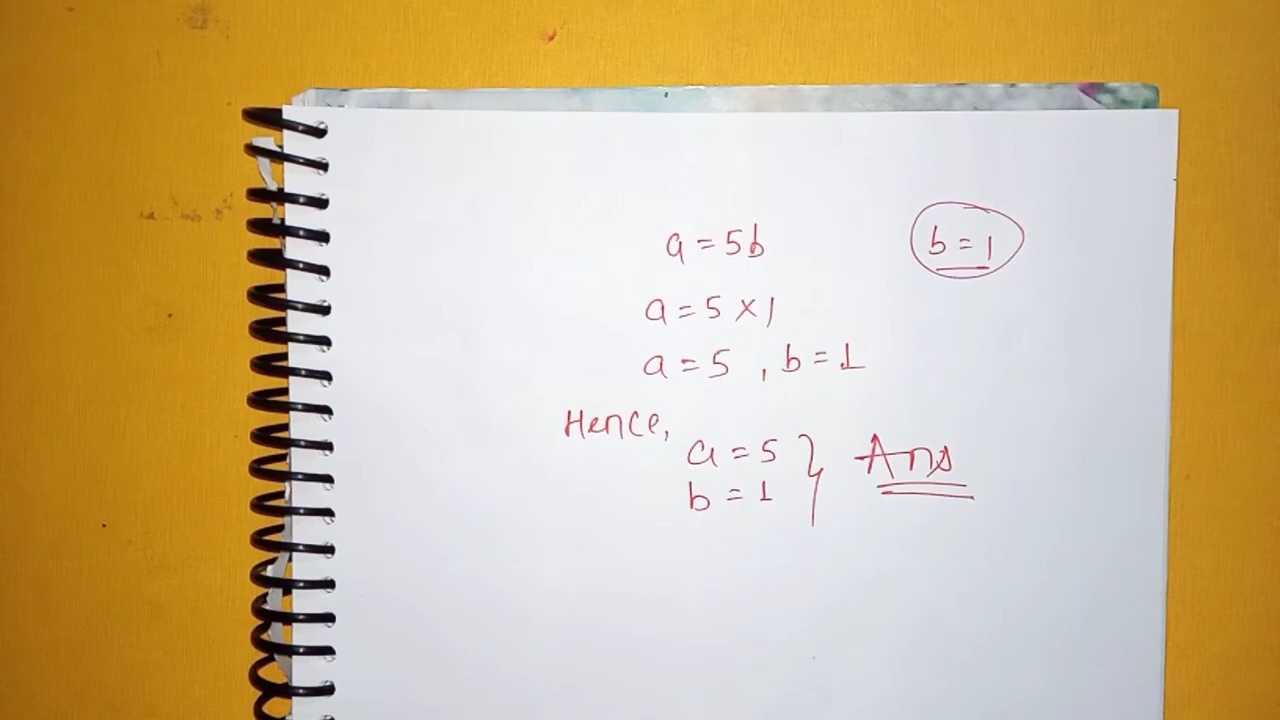 a = 5b
b = 1
a = 5 × 1
a = 5 , b = 1
Hence,
a = 5
b = 1 } Ans